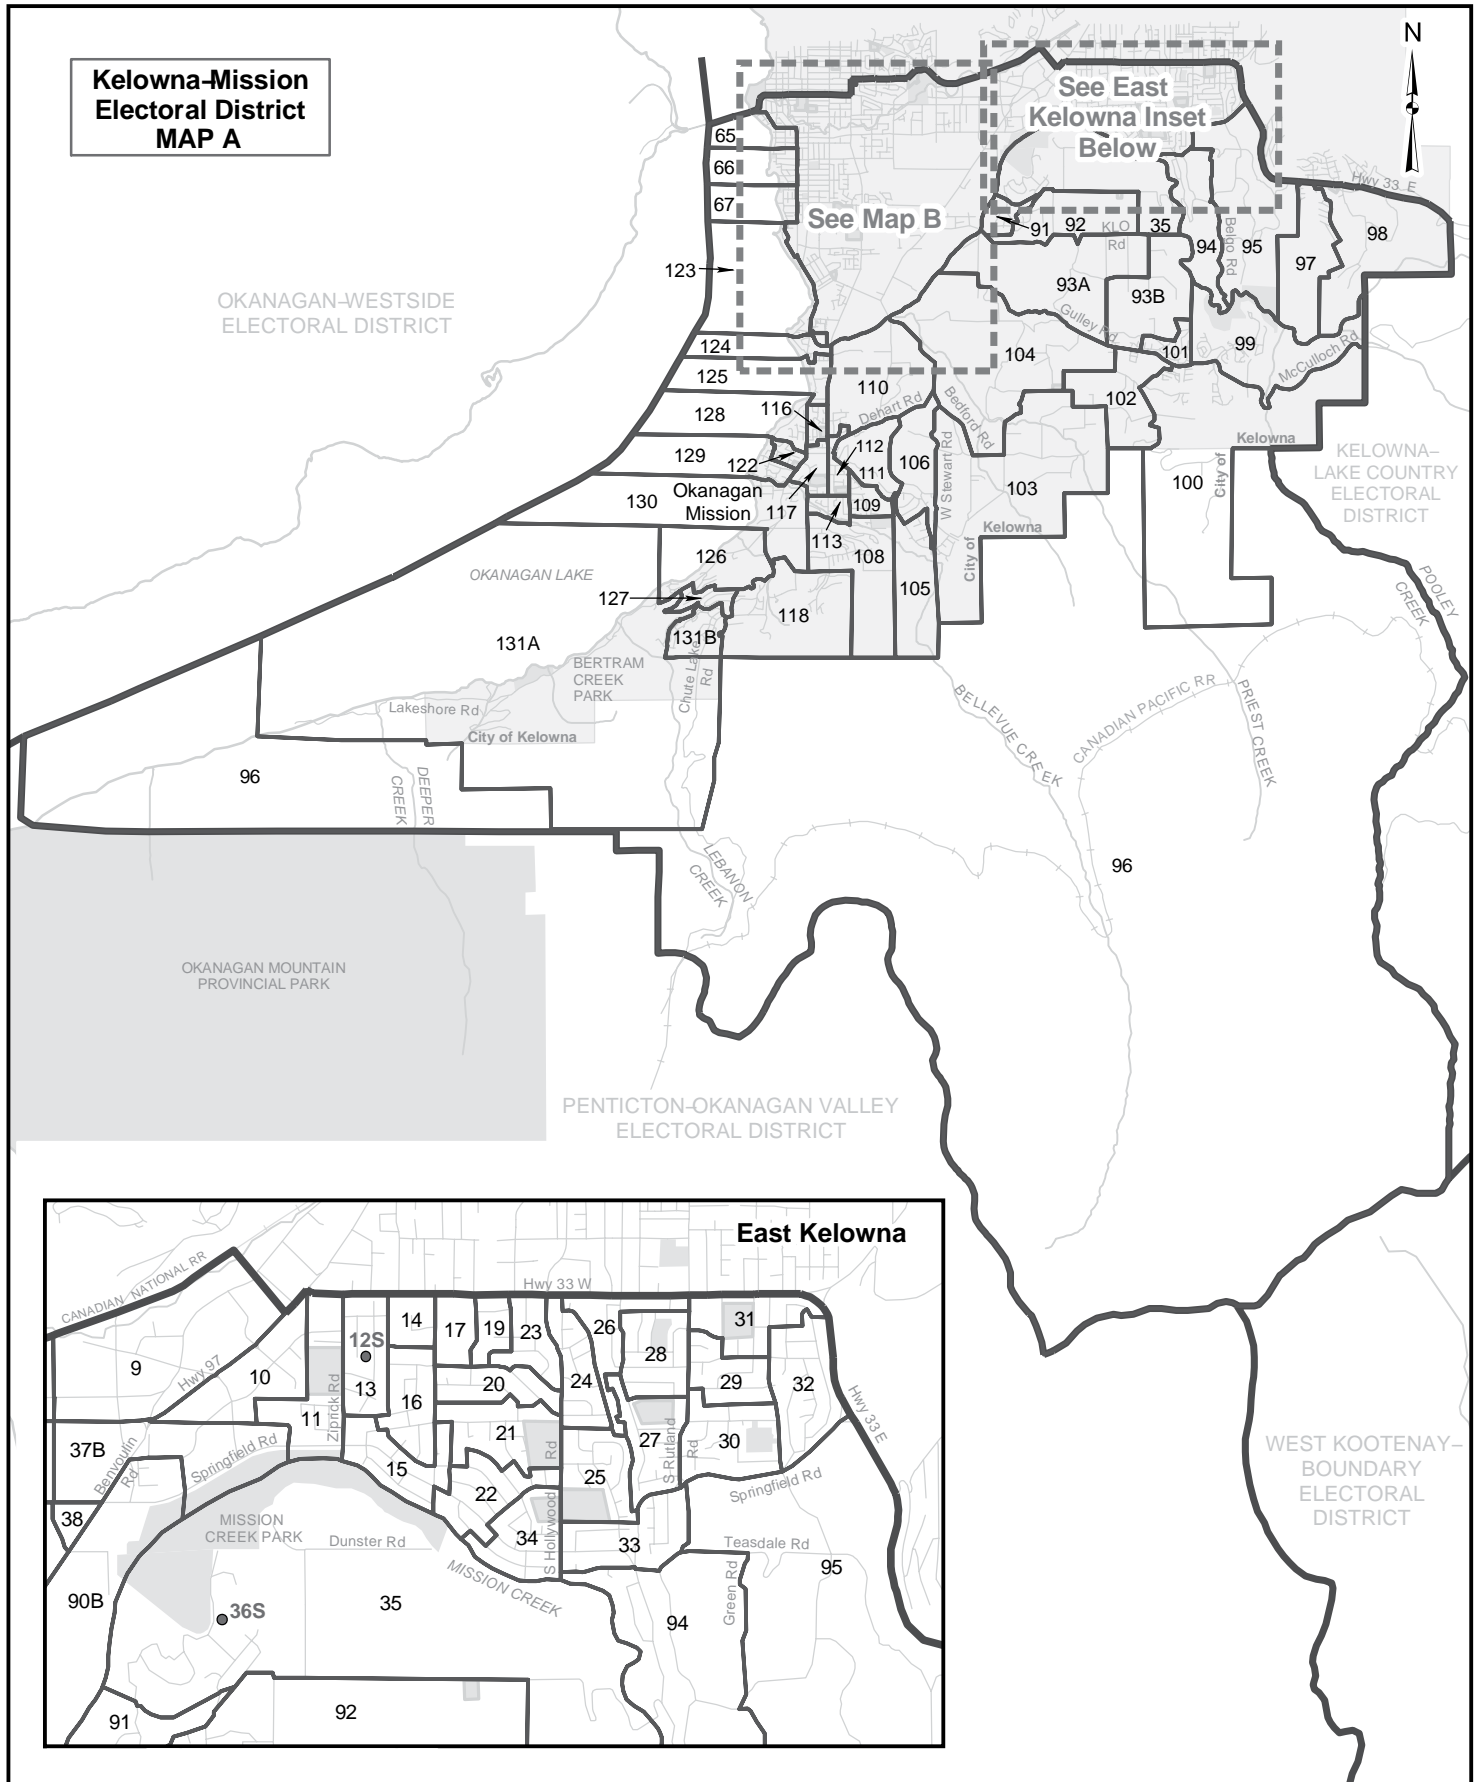 Kelowna–Mission
Electoral District
MAP A
N
See East
Kelowna Inset
Below
See Map B
65
66
67
123
124
125
128
129
130
116
122
117
Okanagan
Mission
110
Dehart Rd
112
111
106
109
113
108
105
W Stewart Rd
Bedford Rd
103
104
Gulley Rd
93A
93B
91
92
KLO
Rd
35
94
Belgo Rd
95
97
98
Hwy 33 E
99
101
102
McCulloch Rd
Kelowna
City of
100
Kelowna
City of
126
127
118
131A
131B
OKANAGAN–WESTSIDE
ELECTORAL DISTRICT
KELOWNA–
LAKE COUNTRY
ELECTORAL
DISTRICT
OKANAGAN LAKE
BERTRAM
CREEK
PARK
Chute Lake
Rd
Lakeshore Rd
City of Kelowna
96
DEEPER
CREEK
LEBANON
CREEK
BELLEVUE CREEK
CANADIAN PACIFIC RR
PRIEST CREEK
POOLEY
CREEK
96
OKANAGAN MOUNTAIN
PROVINCIAL PARK
PENTICTON–OKANAGAN VALLEY
ELECTORAL DISTRICT
WEST KOOTENAY–
BOUNDARY
ELECTORAL
DISTRICT
East Kelowna
CANADIAN NATIONAL RR
Hwy 33 W
Hwy 97
9
10
11
12S
13
14
15
16
17
19
20
21
22
23
24
25
26
27
28
29
30
31
32
33
34
37B
38
Benvoulin
Rd
Springfield Rd
Ziprick Rd
S Hollywood
Rd
S Rutland
Rd
Springfield Rd
Hwy 33 E
MISSION
CREEK PARK
Dunster Rd
MISSION CREEK
Teasdale Rd
Green Rd
90B
36S
35
94
95
91
92